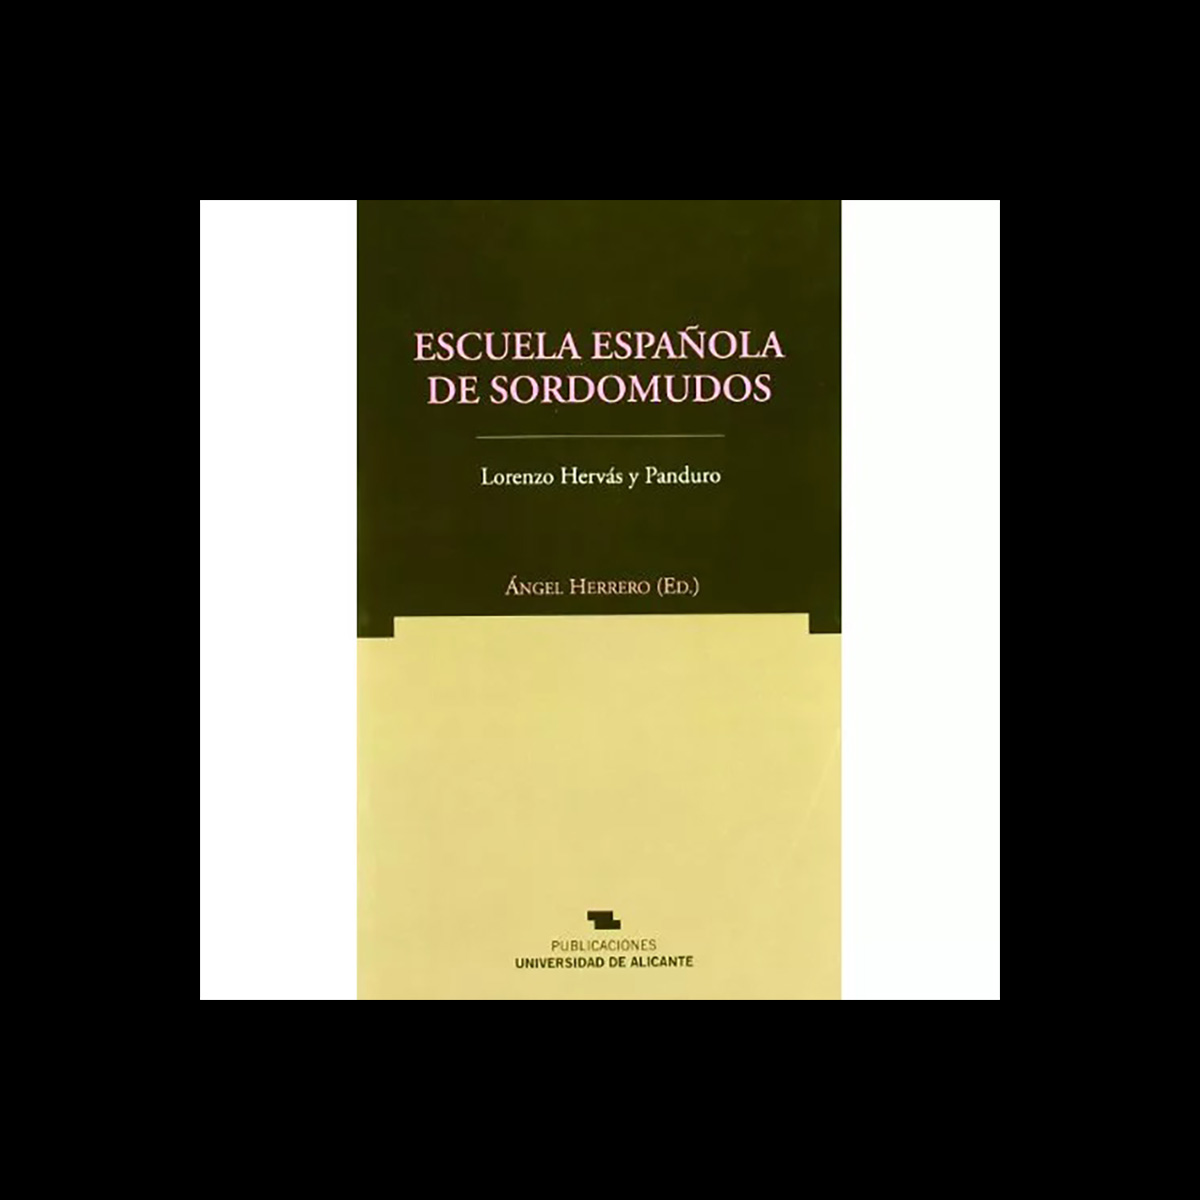 ESCUELA ESPAÑOLA
DE SORDOMUDOS
Lorenzo Hervás y Panduro
ÁNGEL HERRERO (ED.)
PUBLICACIONES
UNIVERSIDAD DE ALICANTE